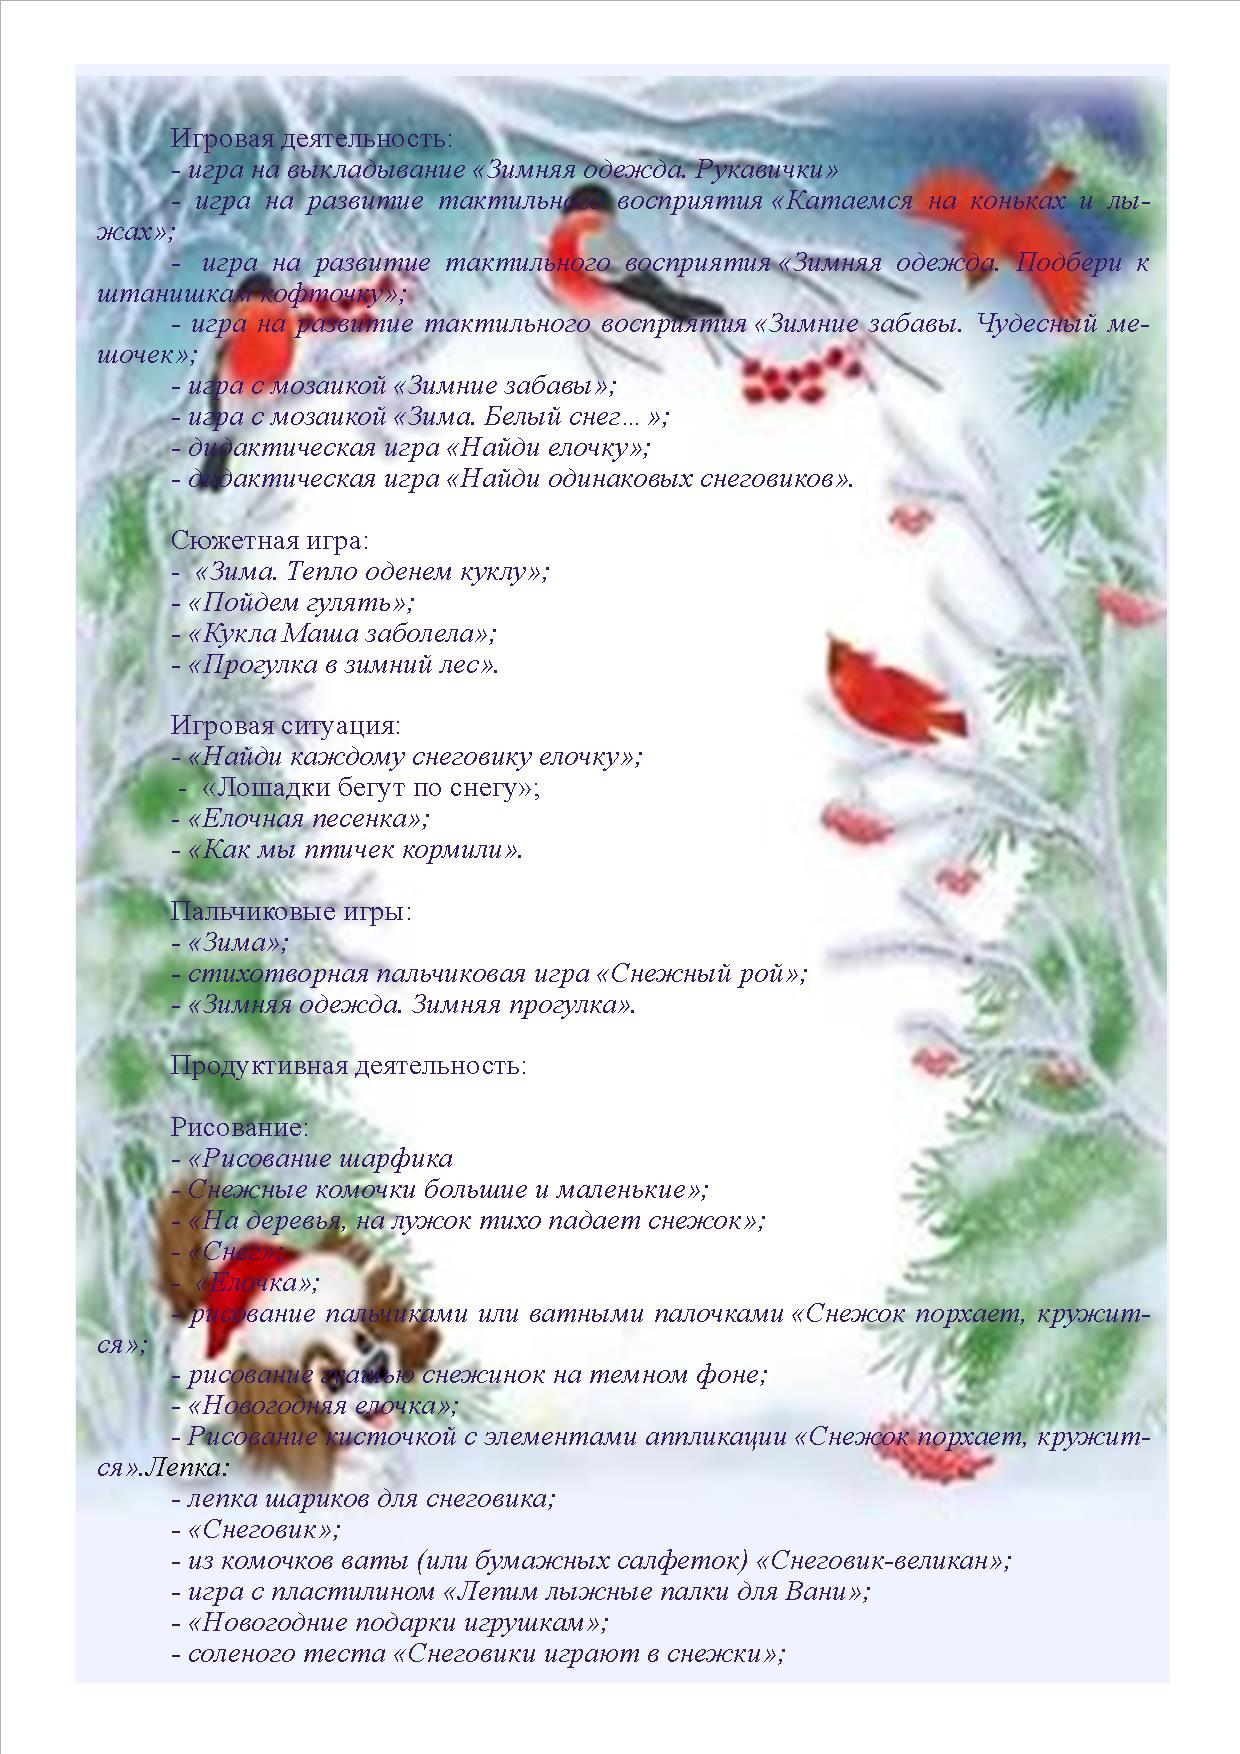 Игровая деятельность:
- игра на выкладывание «Зимняя одежда. Рукавички»
- игра на развитие тактильного восприятия «Катаемся на коньках и лы-
жах»;
- игра на развитие тактильного восприятия «Зимняя одежда. Подбери к
штанишкам кофточку»;
- игра на развитие тактильного восприятия «Зимние забавы. Чудесный ме-
шочек»;
- игра с мозаикой «Зимние забавы»;
- игра с мозаикой «Зима. Белый снег… »;
- дидактическая игра «Найди елочку»;
- дидактическая игра «Найди одинаковых снеговиков».
Сюжетная игра:
- «Зима. Тепло оденем куклу»;
- «Пойдем гулять»;
- «Кукла Маша заболела»;
- «Прогулка в зимний лес».
Игровая ситуация:
- «Найди каждому снеговику елочку»;
- «Лошадки бегут по снегу»;
- «Елочная песенка»;
- «Как мы птичек кормили».
Пальчиковые игры:
- «Зима»;
- стихотворная пальчиковая игра «Снежный рой»;
- «Зимняя одежда. Зимняя прогулка».
Продуктивная деятельность:
Рисование:
- «Рисование шарфика
- Снежные комочки большие и маленькие»;
- «На деревья, на лужок тихо падает снежок»;
- «Снег»;
- «Елочка»;
- рисование пальчиками или ватными палочками «Снежок порхает, кружит-
ся»;
- рисование гуашью снежинок на темном фоне;
- «Новогодняя елочка»;
- Рисование кисточкой с элементами аппликации «Снежок порхает, кружит-
ся».Лепка:
- лепка шариков для снеговика;
- «Снеговик»;
- из комочков ваты (или бумажных салфеток) «Снеговик-великан»;
- игра с пластилином «Лепим лыжные палки для Вани»;
- «Новогодние подарки игрушкам»;
- соленого теста «Снеговики играют в снежки»;